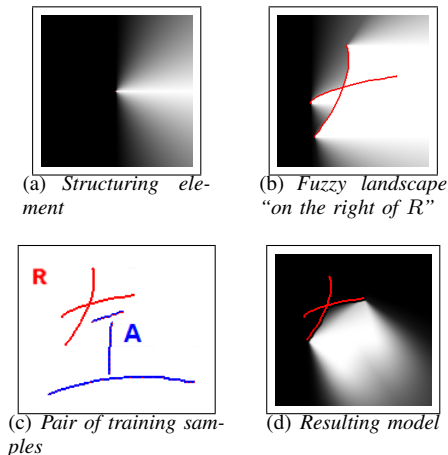 (a) Structuring ele-
ment
(b) Fuzzy landscape
“on the right of R”
R
A
(c) Pair of training sam-
ples
(d) Resulting model